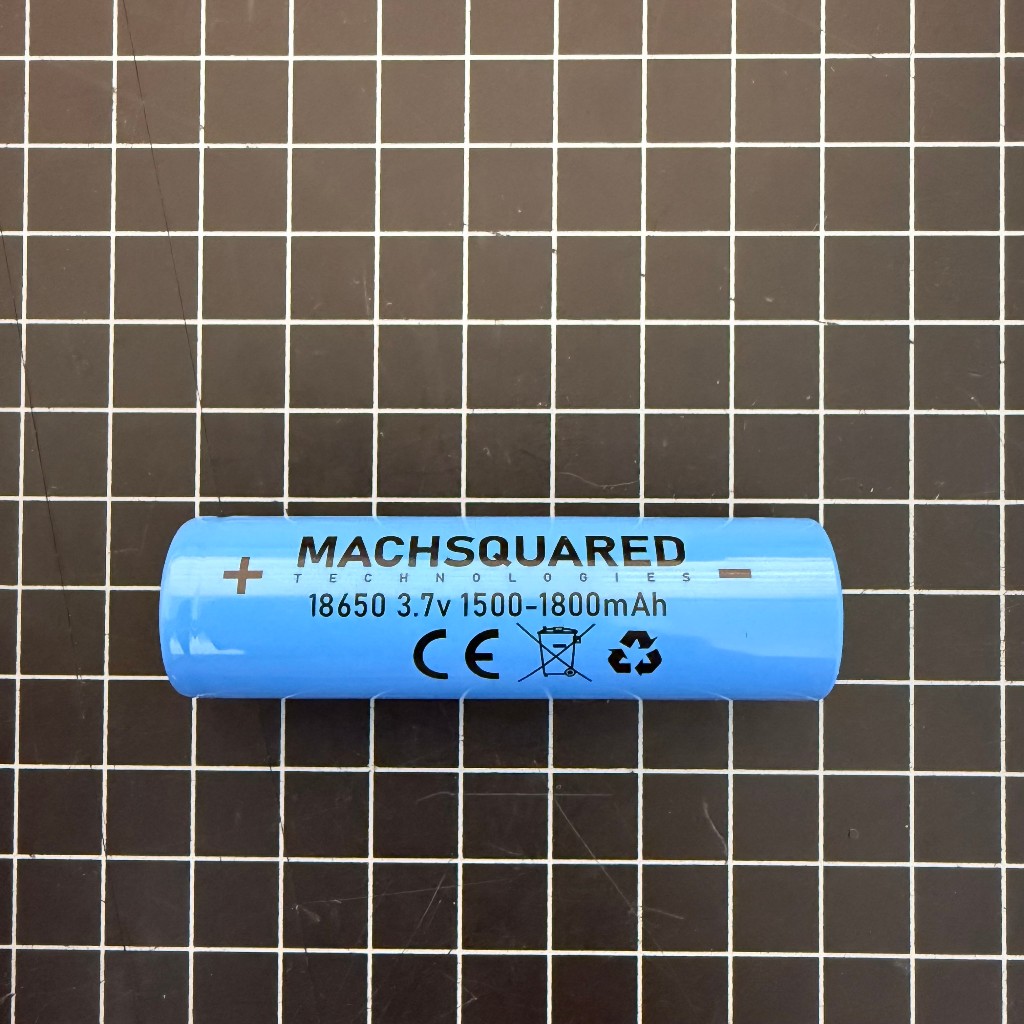 MACHSQUARED
+ TECHNOLOGIES -
18650 3.7v 1500-1800mAh
CE